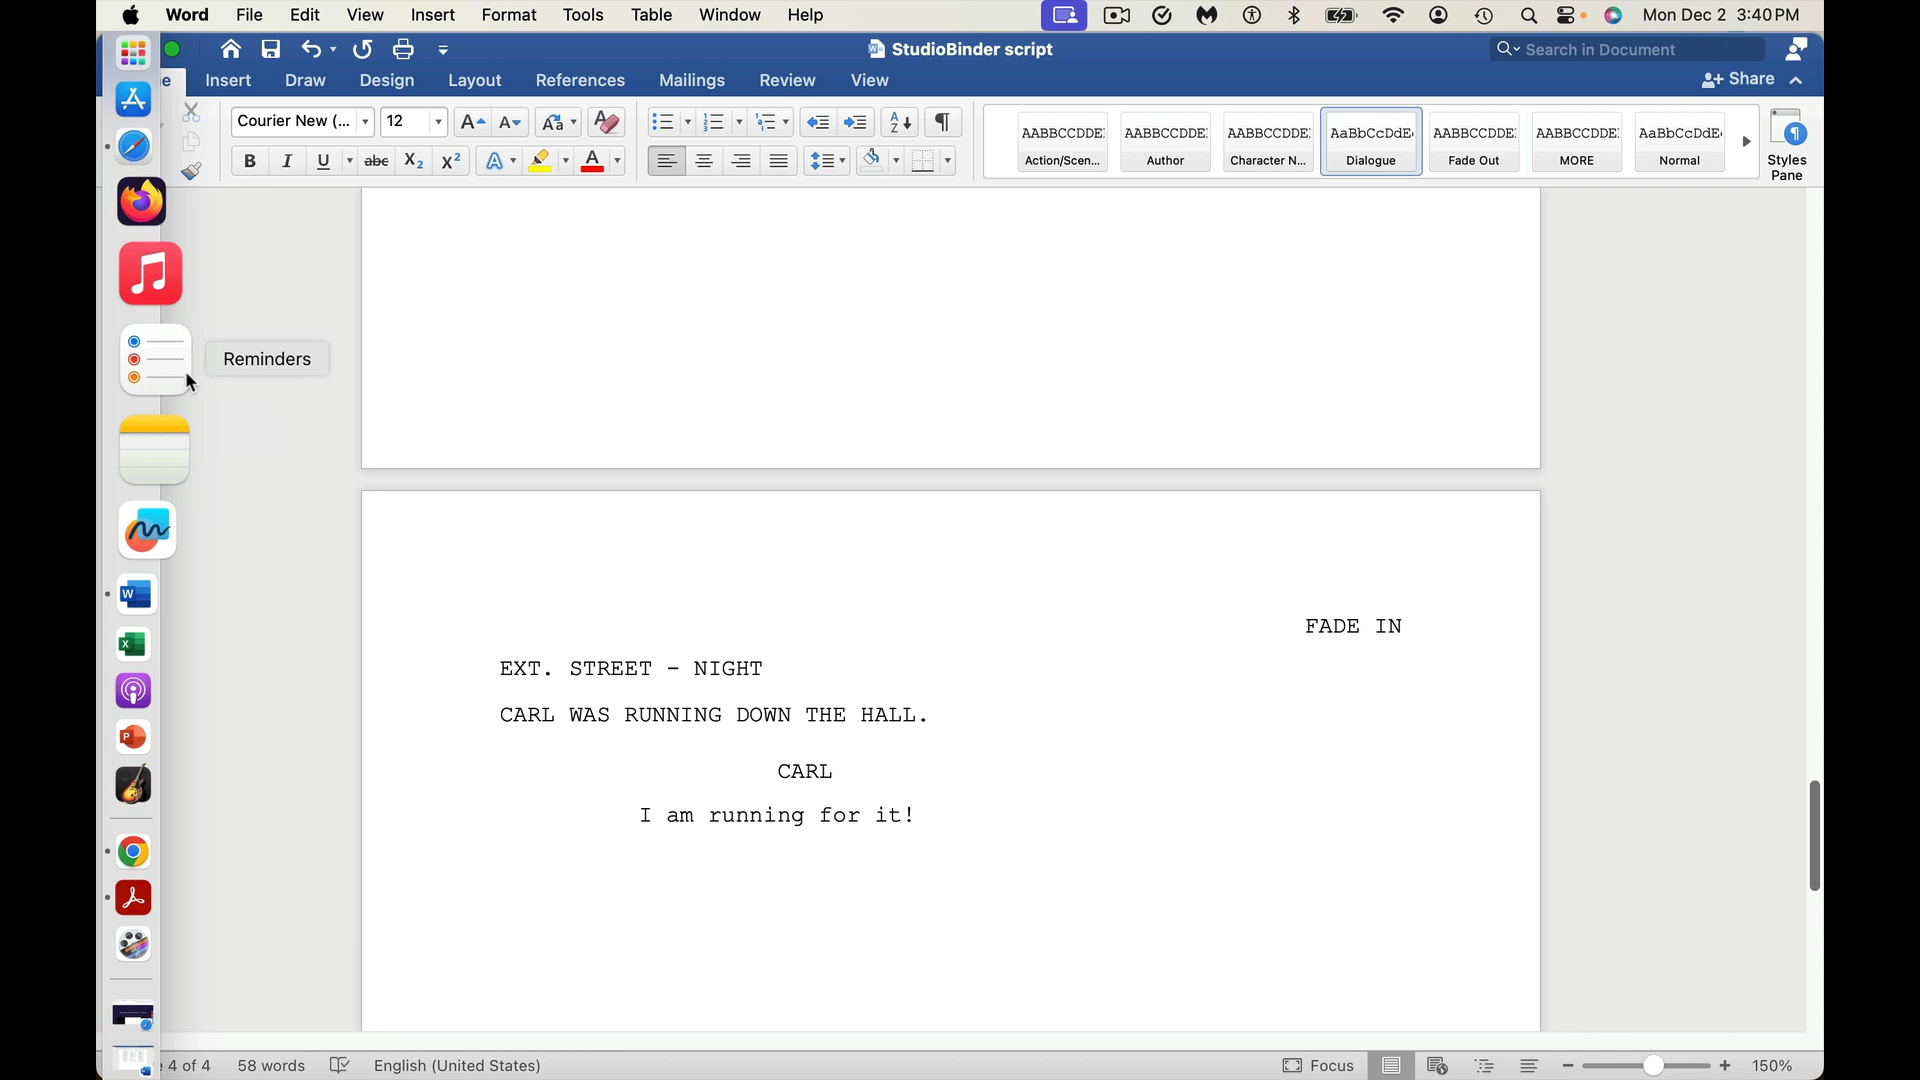 Word File Edit View Insert Format Tools Table Window Help Mon Dec 2 3:40 PM
StudioBinder script
Search in Document
e Insert Draw Design Layout References Mailings Review View Share
Courier New (... 12
AABBCCDDE AABBCCDDE AABBCCDDE AaBbCcDdE AABBCCDDE AABBCCDDE AaBbCcDdE
Action/Scen... Author Character N... Dialogue Fade Out MORE Normal
Styles
Pane
Reminders
FADE IN
EXT. STREET - NIGHT
CARL WAS RUNNING DOWN THE HALL.
CARL
I am running for it!
e 4 of 4 58 words English (United States) Focus 150%